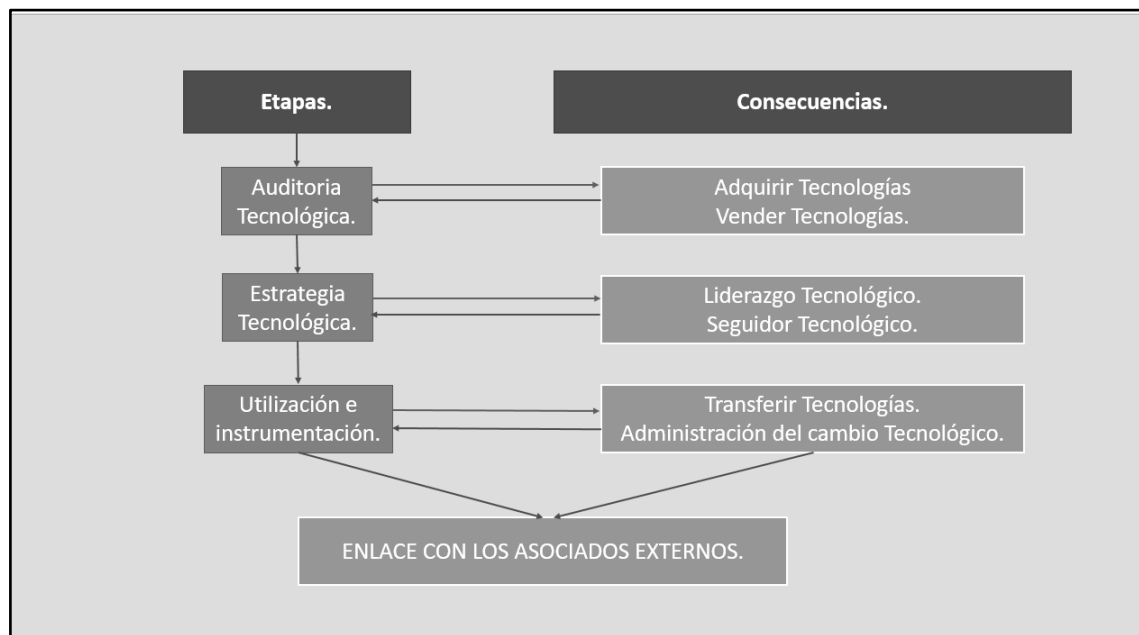 Etapas.
Consecuencias.
Auditoria
Tecnológica.
Adquirir Tecnologías
Vender Tecnologías.
Estrategia
Tecnológica.
Liderazgo Tecnológico.
Seguidor Tecnológico.
Utilización e
instrumentación.
Transferir Tecnologías.
Administración del cambio Tecnológico.
ENLACE CON LOS ASOCIADOS EXTERNOS.